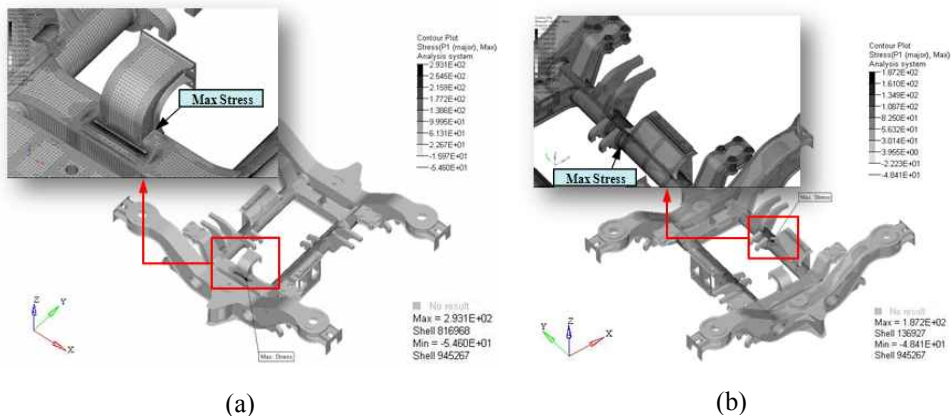 Contour Plot
Stress(P1 (major), Max)
Analysis system
2.931E+02
2.545E+02
2.159E+02
1.772E+02
1.386E+02
9.995E+01
6.131E+01
2.267E+01
-1.597E+01
-5.460E+01
Max Stress
Max. Stress
Z
Y
X
No result
Max = 2.931E+02
Shell 816968
Min = -5.460E+01
Shell 945267
(a)
Contour Plot
Stress(P1 (major), Max)
Analysis system
1.872E+02
1.610E+02
1.349E+02
1.087E+02
8.250E+01
5.632E+01
3.014E+01
3.955E+00
-2.223E+01
-4.841E+01
Max Stress
Max. Stress
Y
Z
X
No result
Max = 1.872E+02
Shell 136927
Min = -4.841E+01
Shell 945267
(b)